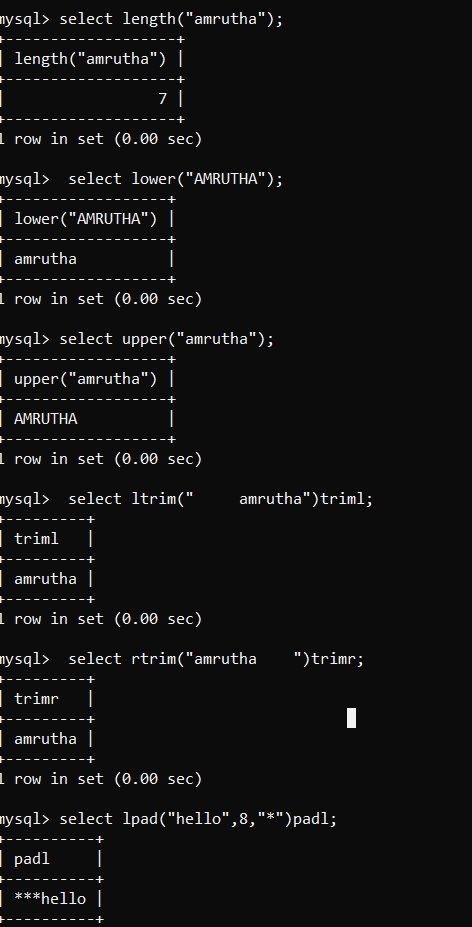 mysql> select length("amrutha");
+-------------------+
| length("amrutha") |
+-------------------+
|                 7 |
+-------------------+
1 row in set (0.00 sec)

mysql>  select lower("AMRUTHA");
+------------------+
| lower("AMRUTHA") |
+------------------+
| amrutha          |
+------------------+
1 row in set (0.00 sec)

mysql> select upper("amrutha");
+------------------+
| upper("amrutha") |
+------------------+
| AMRUTHA          |
+------------------+
1 row in set (0.00 sec)

mysql>  select ltrim("     amrutha")triml;
+---------+
| triml   |
+---------+
| amrutha |
+---------+
1 row in set (0.00 sec)

mysql>  select rtrim("amrutha    ")trimr;
+---------+
| trimr   |
+---------+
| amrutha |
+---------+
1 row in set (0.00 sec)

mysql> select lpad("hello",8,"*")padl;
+----------+
| padl     |
+----------+
| ***hello |
+----------+